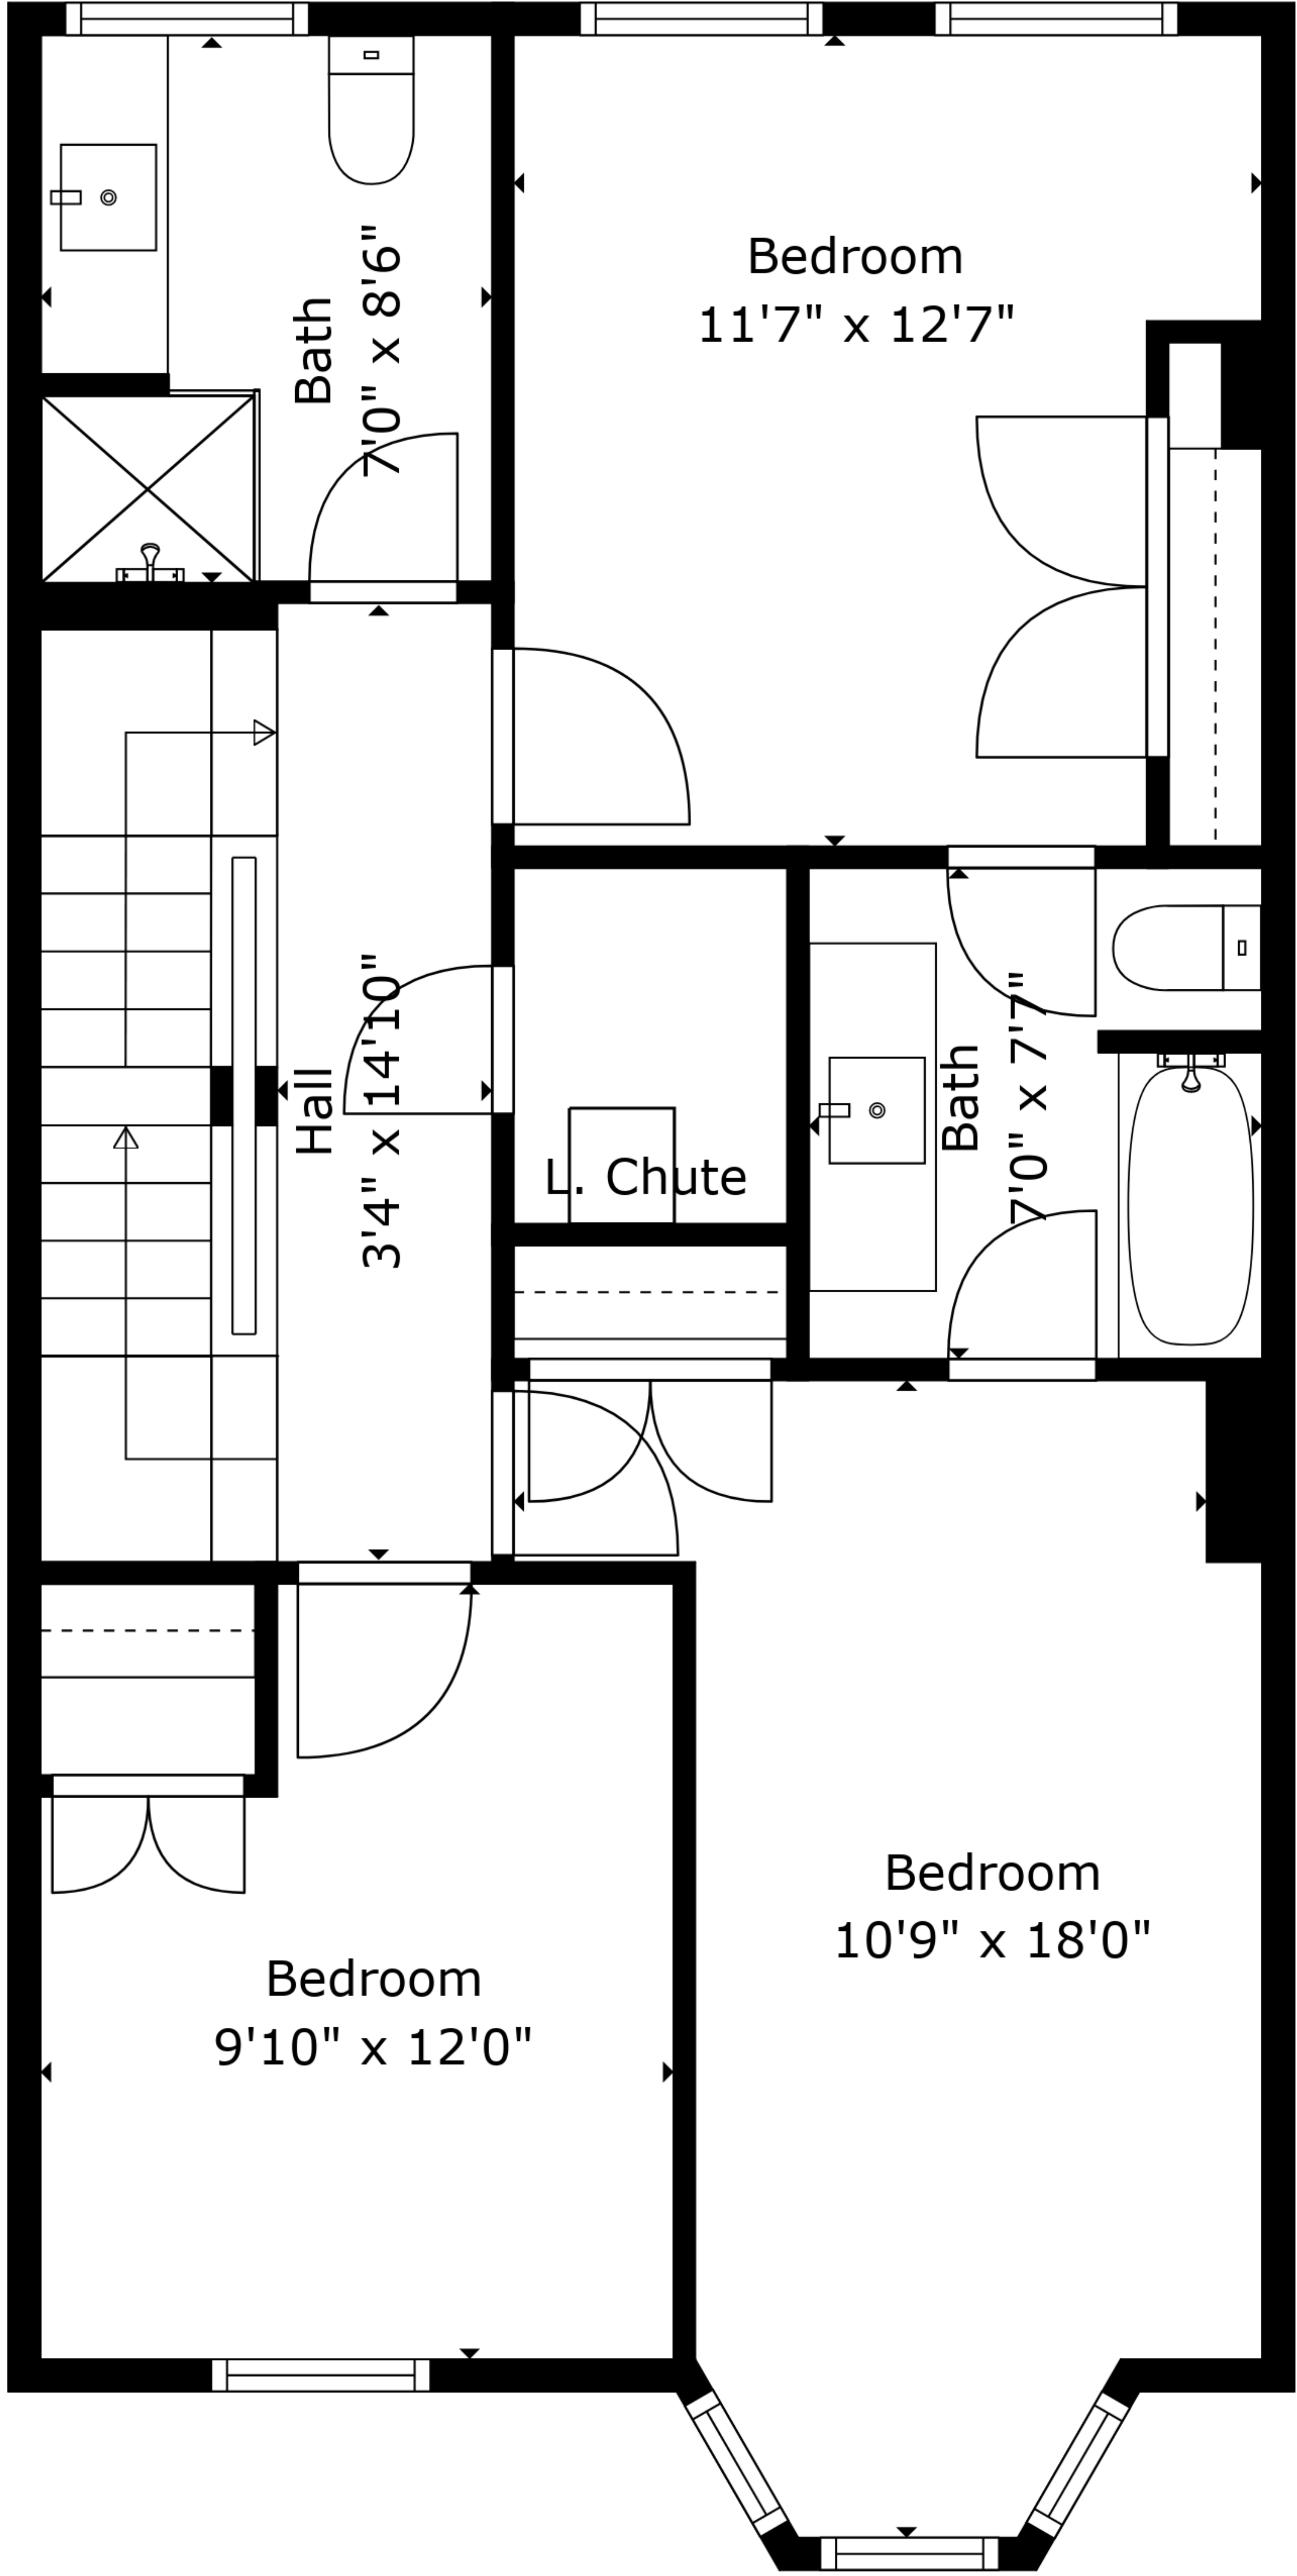 Bedroom
11'7" x 12'7"
Bath
7'0" x 8'6"
Hall
3'4" x 14'10"
L. Chute
Bath
7'0" x 7'7"
Bedroom
10'9" x 18'0"
Bedroom
9'10" x 12'0"